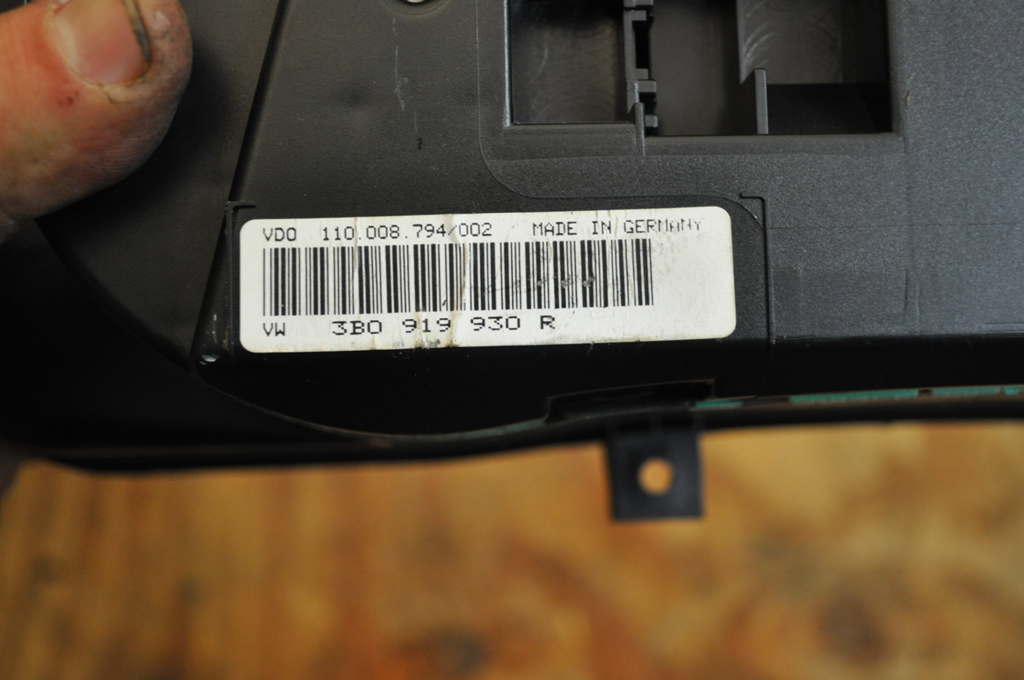 VDO 110.008.794/002 MADE IN GERMANY
VW 3B0 919 930 R